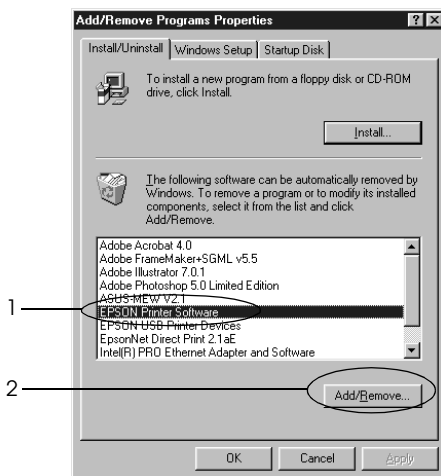 Add/Remove Programs Properties
Install/Uninstall Windows Setup Startup Disk
To install a new program from a floppy disk or CD-ROM
drive, click Install.
Install...
The following software can be automatically removed by
Windows. To remove a program or to modify its installed
components, select it from the list and click
Add/Remove.
Adobe Acrobat 4.0
Adobe FrameMaker+SGML v5.5
Adobe Illustrator 7.0.1
Adobe Photoshop 5.0 Limited Edition
ASUS-MEW V2.1
1
EPSON Printer Software
EPSON USB Printer Devices
EpsonNet Direct Print 2.1aE
Intel(R) PRO Ethernet Adapter and Software
2
Add/Remove...
OK Cancel Apply